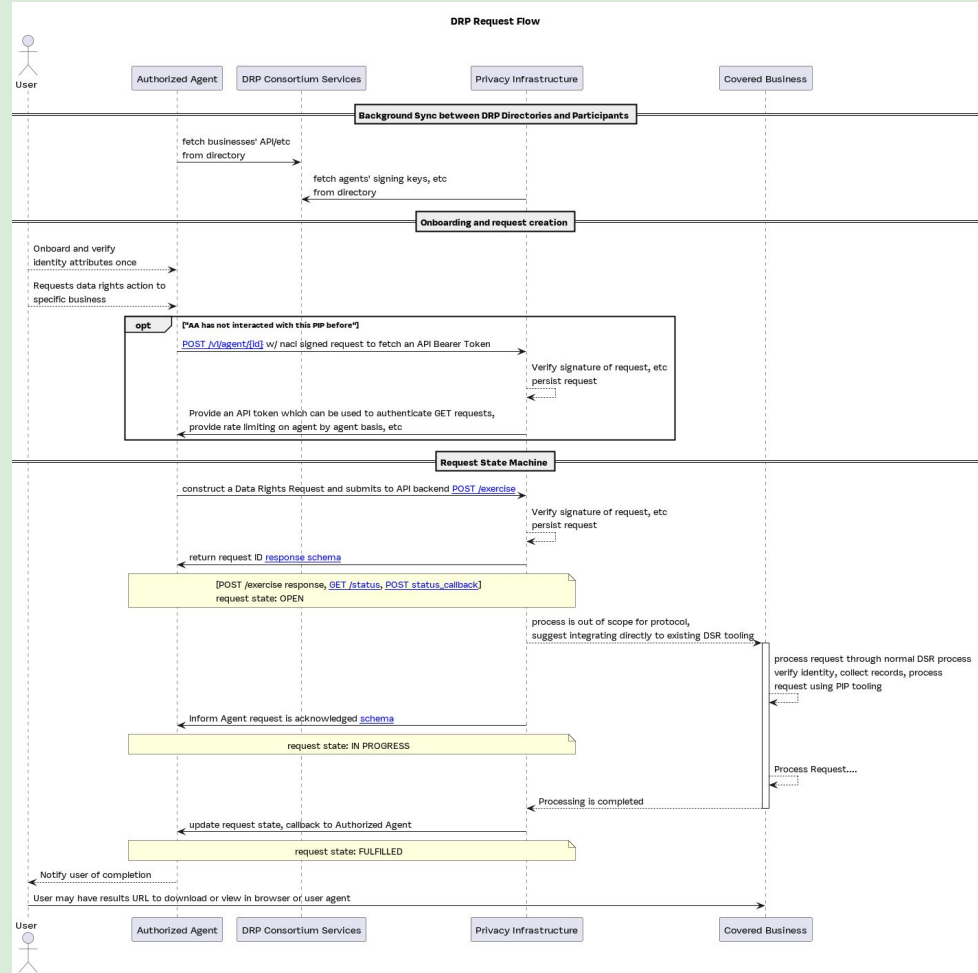 DRP Request Flow
User
Authorized Agent
DRP Consortium Services
Privacy Infrastructure
Covered Business
Background Sync between DRP Directories and Participants
fetch businesses' API/etc
from directory
fetch agents' signing keys, etc
from directory
Onboarding and request creation
Onboard and verify
identity attributes once
Requests data rights action to
specific business
opt
["AA has not interacted with this PIP before"]
POST /v1/agent/{id} w/ nacl signed request to fetch an API Bearer Token
Verify signature of request, etc
persist request
Provide an API token which can be used to authenticate GET requests,
provide rate limiting on agent by agent basis, etc
Request State Machine
construct a Data Rights Request and submits to API backend POST /exercise
Verify signature of request, etc
persist request
return request ID response schema
[POST /exercise response, GET /status, POST status_callback]
request state: OPEN
process is out of scope for protocol,
suggest integrating directly to existing DSR tooling
process request through normal DSR process
verify identity, collect records, process
request using PIP tooling
Inform Agent request is acknowledged schema
request state: IN PROGRESS
Process Request....
Processing is completed
update request state, callback to Authorized Agent
request state: FULFILLED
Notify user of completion
User may have results URL to download or view in browser or user agent
User
Authorized Agent
DRP Consortium Services
Privacy Infrastructure
Covered Business